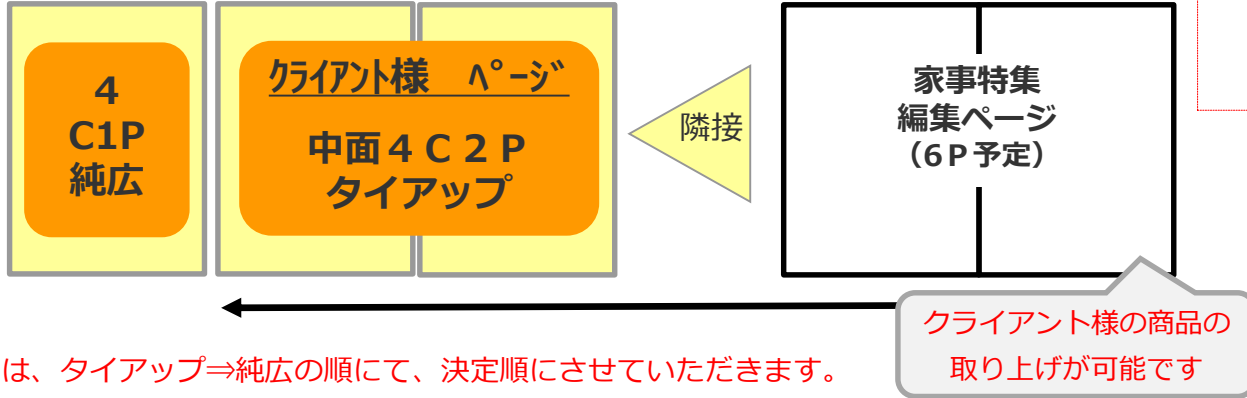 4
C1P
純広
ｸﾗｲｱﾝﾄ様　ﾍﾟｰｼﾞ
中面４Ｃ２Ｐ
タイアップ
隣接
家事特集
編集ページ
（６Ｐ予定）
クライアント様の商品の
取り上げが可能です
は、タイアップ⇒純広の順にて、決定順にさせていただきます。